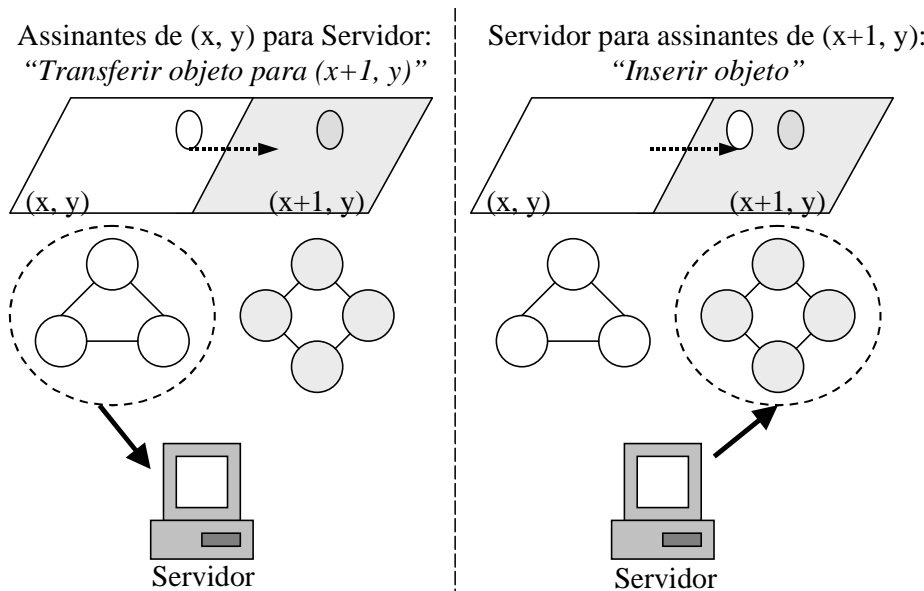 Assinantes de (x, y) para Servidor:
“Transferir objeto para (x+1, y)”
(x, y)
(x+1, y)
Servidor
Servidor para assinantes de (x+1, y):
“Inserir objeto”
(x, y)
(x+1, y)
Servidor